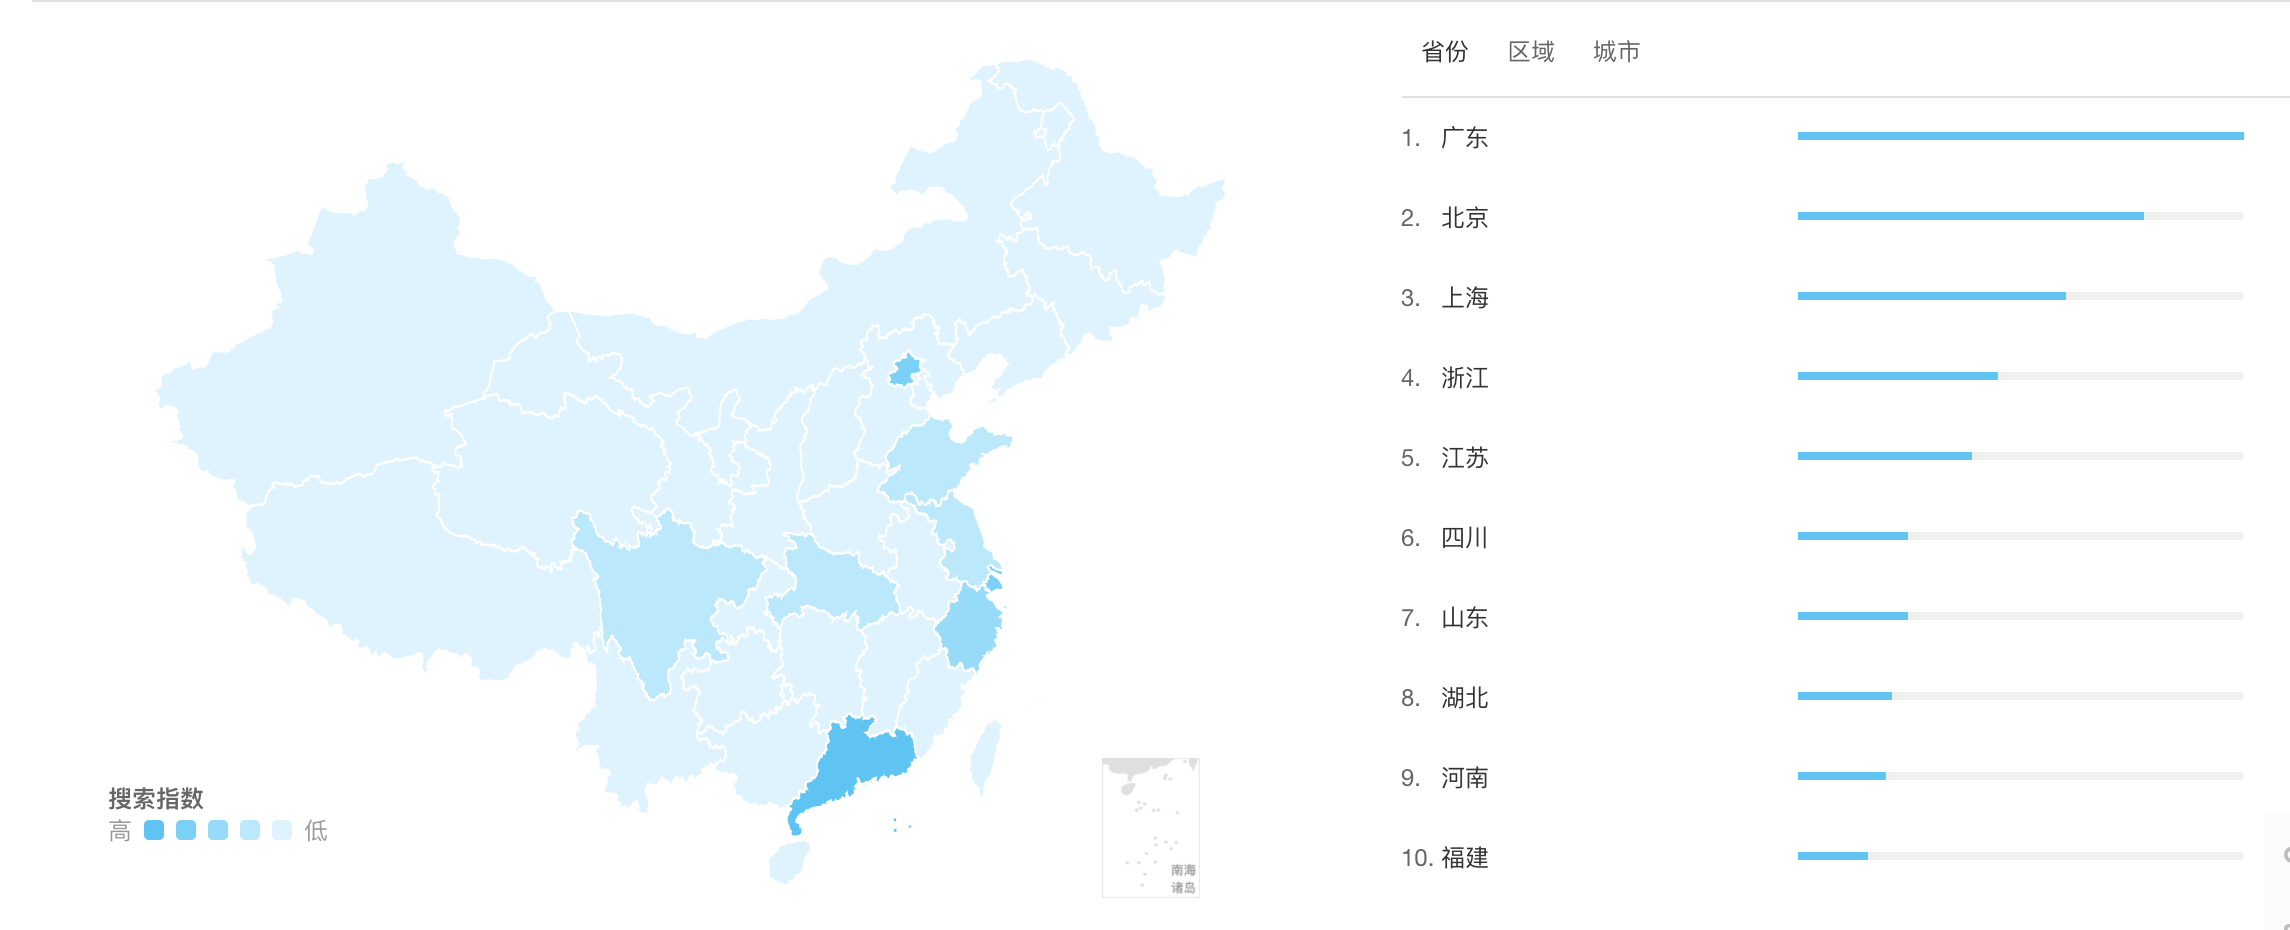 省份 区域 城市
1. 广东
2. 北京
3. 上海
4. 浙江
5. 江苏
6. 四川
7. 山东
8. 湖北
9. 河南
10. 福建
搜索指数
高 低
南海
诸岛